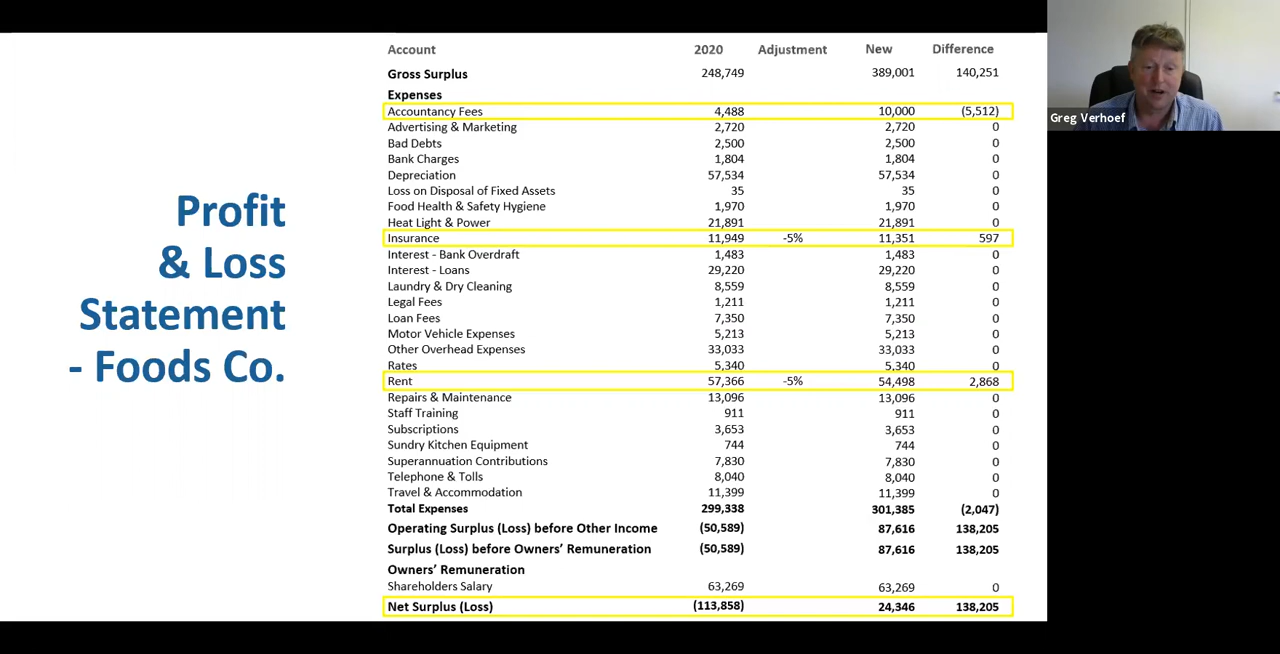 Profit
& Loss
Statement
- Foods Co.
Account 2020 Adjustment New Difference
Gross Surplus 248,749 389,001 140,251
Expenses
Accountancy Fees 4,488 10,000 (5,512)
Advertising & Marketing 2,720 2,720 0
Bad Debts 2,500 2,500 0
Bank Charges 1,804 1,804 0
Depreciation 57,534 57,534 0
Loss on Disposal of Fixed Assets 35 35 0
Food Health & Safety Hygiene 1,970 1,970 0
Heat Light & Power 21,891 21,891 0
Insurance 11,949 -5% 11,351 597
Interest - Bank Overdraft 1,483 1,483 0
Interest - Loans 29,220 29,220 0
Laundry & Dry Cleaning 8,559 8,559 0
Legal Fees 1,211 1,211 0
Loan Fees 7,350 7,350 0
Motor Vehicle Expenses 5,213 5,213 0
Other Overhead Expenses 33,033 33,033 0
Rates 5,340 5,340 0
Rent 57,366 -5% 54,498 2,868
Repairs & Maintenance 13,096 13,096 0
Staff Training 911 911 0
Subscriptions 3,653 3,653 0
Sundry Kitchen Equipment 744 744 0
Superannuation Contributions 7,830 7,830 0
Telephone & Tolls 8,040 8,040 0
Travel & Accommodation 11,399 11,399 0
Total Expenses 299,338 301,385 (2,047)
Operating Surplus (Loss) before Other Income (50,589) 87,616 138,205
Surplus (Loss) before Owners' Remuneration (50,589) 87,616 138,205
Owners' Remuneration
Shareholders Salary 63,269 63,269 0
Net Surplus (Loss) (113,858) 24,346 138,205
Greg Verhoef